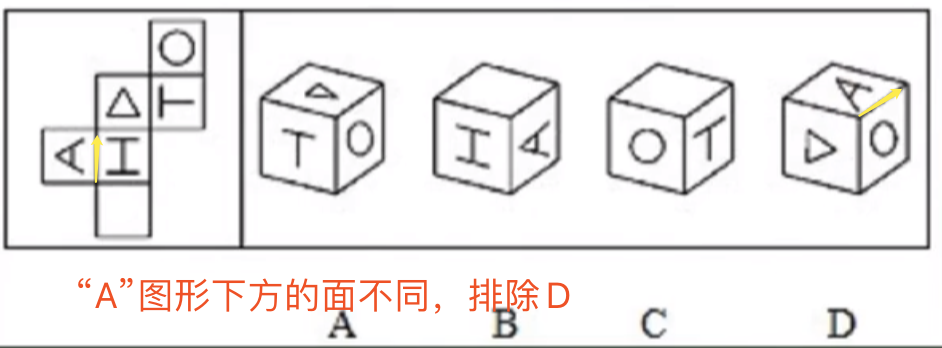 O
△ T
A H
△ T O
H A
O T
A △ O
“A”图形下方的面不同，排除D
A B C D